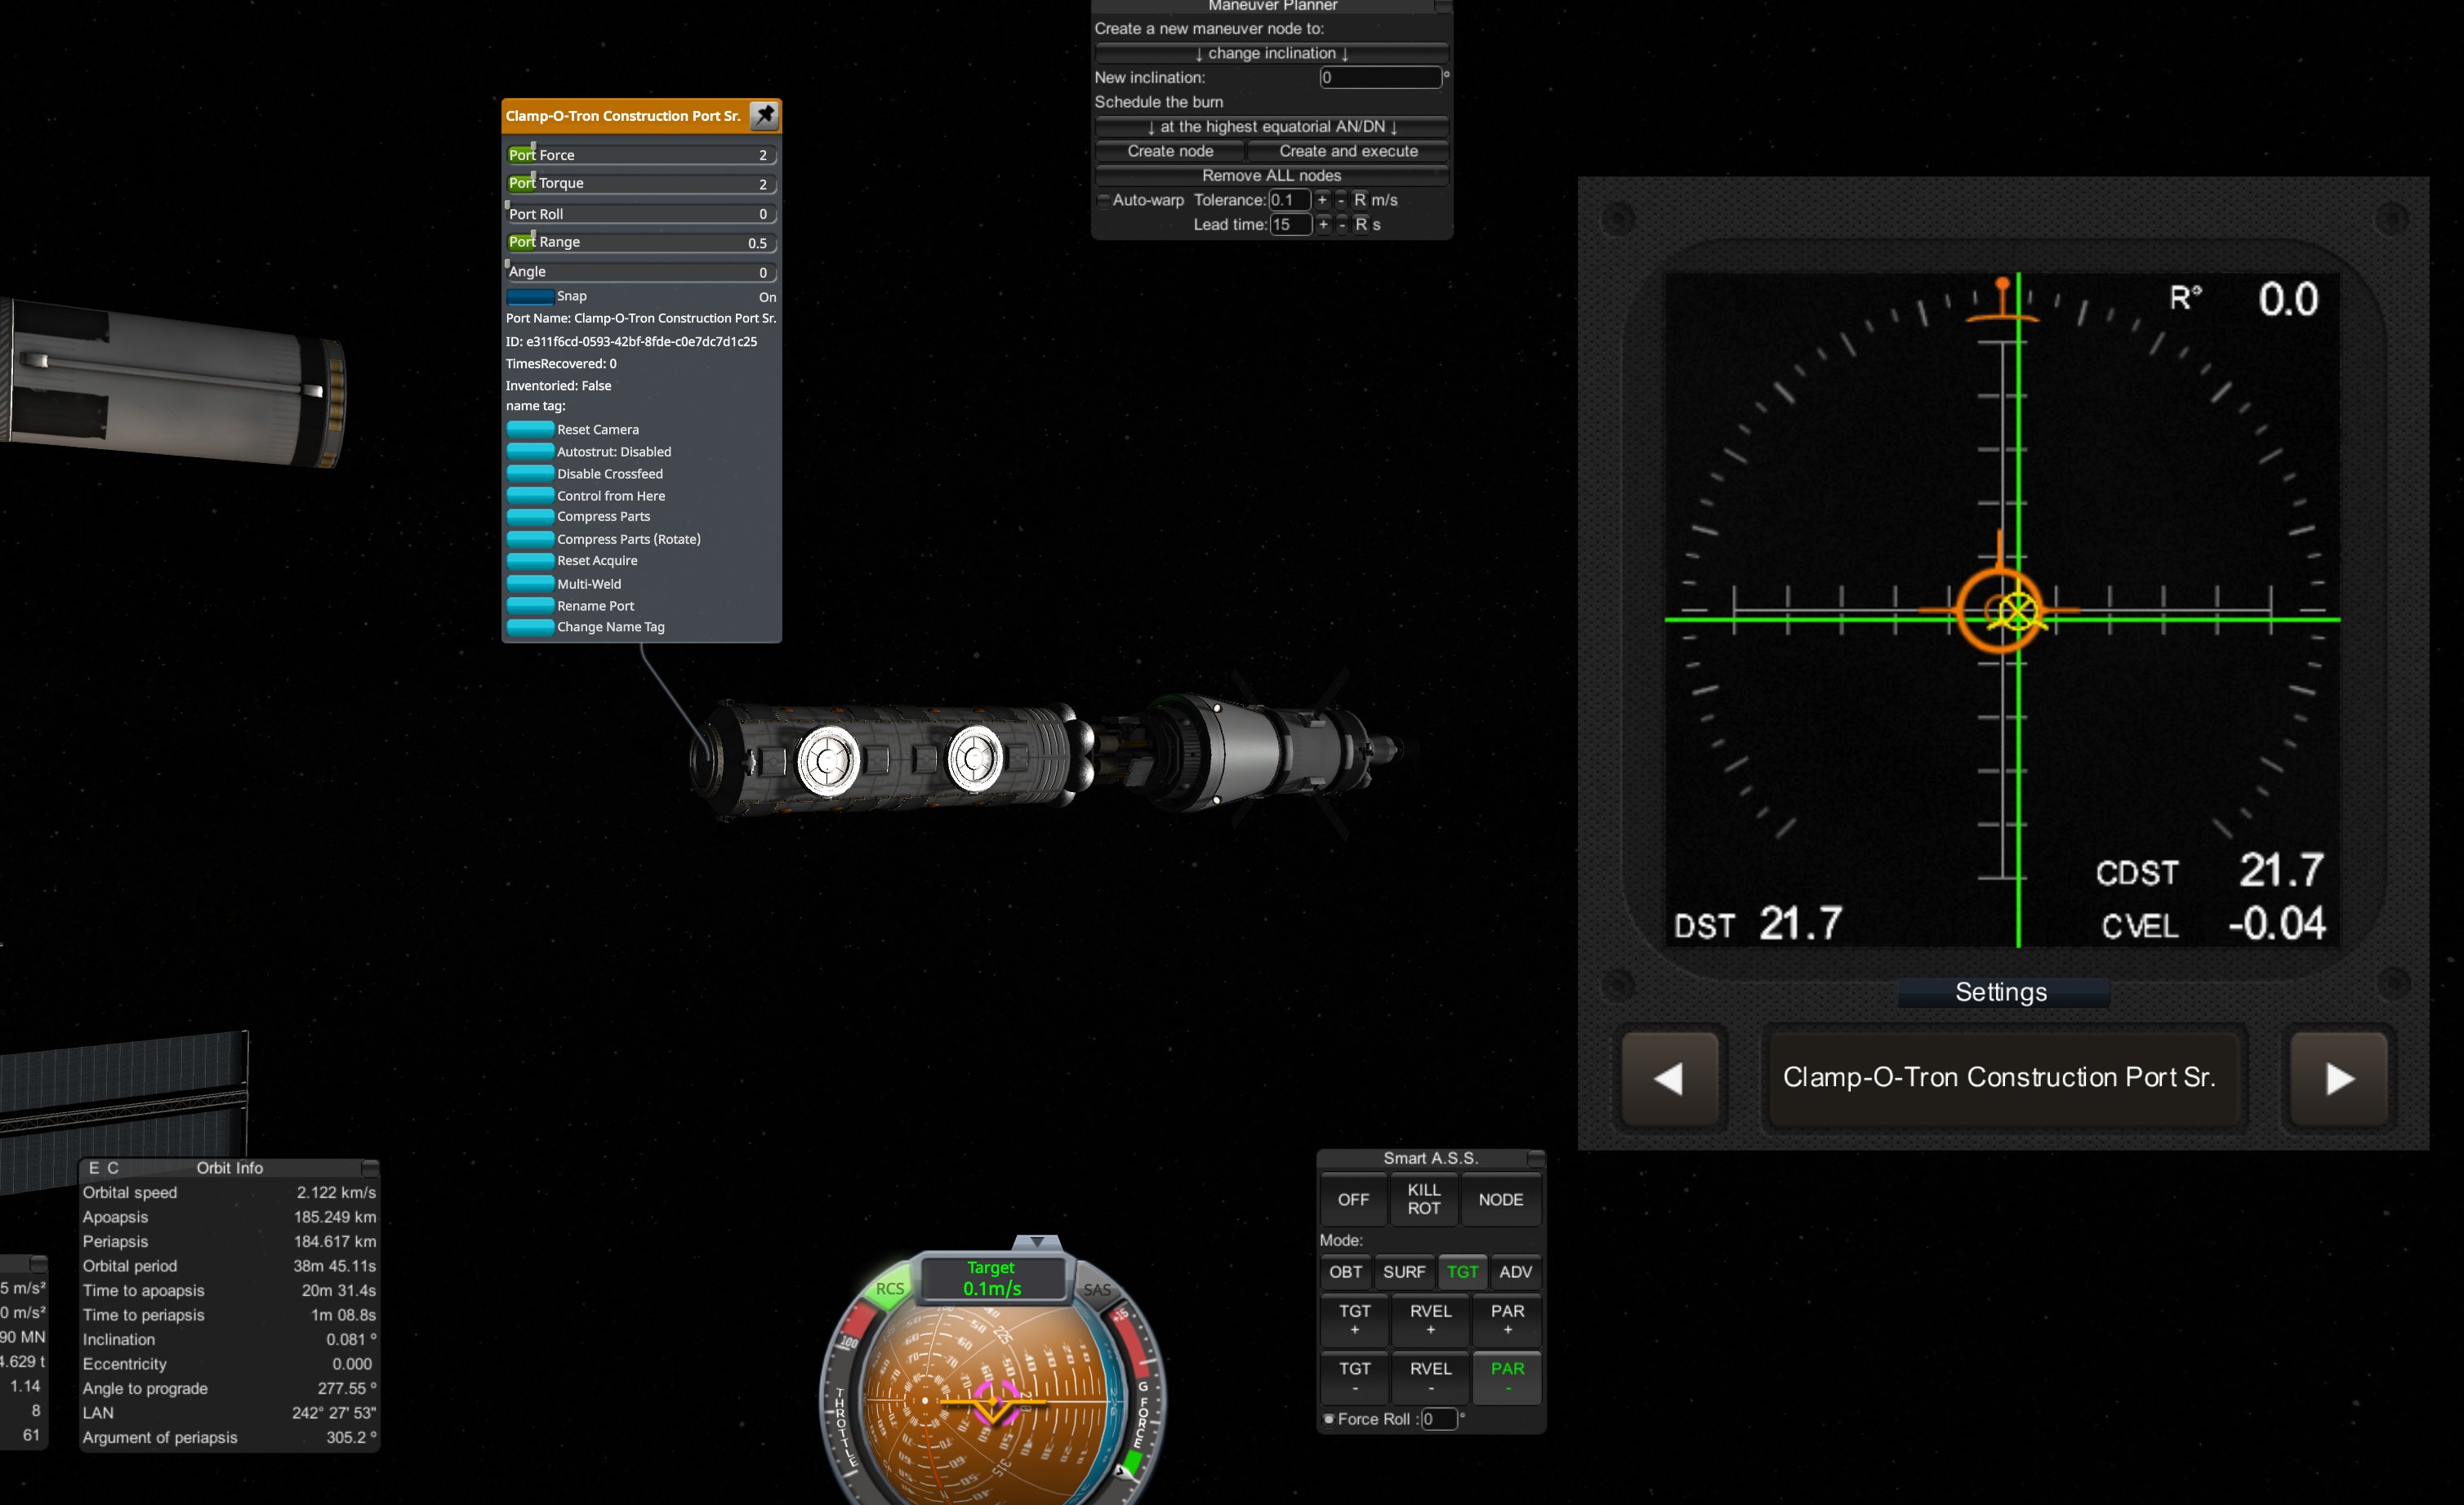 Maneuver Planner
Create a new maneuver node to:
↓ change inclination ↓
New inclination: 0 °
Schedule the burn
↓ at the highest equatorial AN/DN ↓
Create node Create and execute
Remove ALL nodes
Auto-warp Tolerance: 0.1 + - R m/s
Lead time: 15 + - R s
Clamp-O-Tron Construction Port Sr.
Port Force 2
Port Torque 2
Port Roll 0
Port Range 0.5
Angle 0
Snap On
Port Name: Clamp-O-Tron Construction Port Sr.
ID: e311f6cd-0593-42bf-8fde-c0e7dc7d1c25
TimesRecovered: 0
Inventoried: False
name tag:
Reset Camera
Autostrut: Disabled
Disable Crossfeed
Control from Here
Compress Parts
Compress Parts (Rotate)
Reset Acquire
Multi-Weld
Rename Port
Change Name Tag
R° 0.0
CDST 21.7
DST 21.7 CVEL -0.04
Settings
Clamp-O-Tron Construction Port Sr.
E C Orbit Info
Orbital speed 2.122 km/s
Apoapsis 185.249 km
Periapsis 184.617 km
Orbital period 38m 45.11s
Time to apoapsis 20m 31.4s
Time to periapsis 1m 08.8s
Inclination 0.081 °
Eccentricity 0.000
Angle to prograde 277.55 °
LAN 242° 27' 53"
Argument of periapsis 305.2 °
5 m/s²
0 m/s²
90 MN
4.629 t
1.14
8
61
Target
0.1m/s
RCS
SAS
100
THROTTLE
G FORCE
Smart A.S.S.
OFF KILL ROT NODE
Mode:
OBT SURF TGT ADV
TGT + RVEL + PAR +
TGT - RVEL - PAR -
Force Roll : 0 °